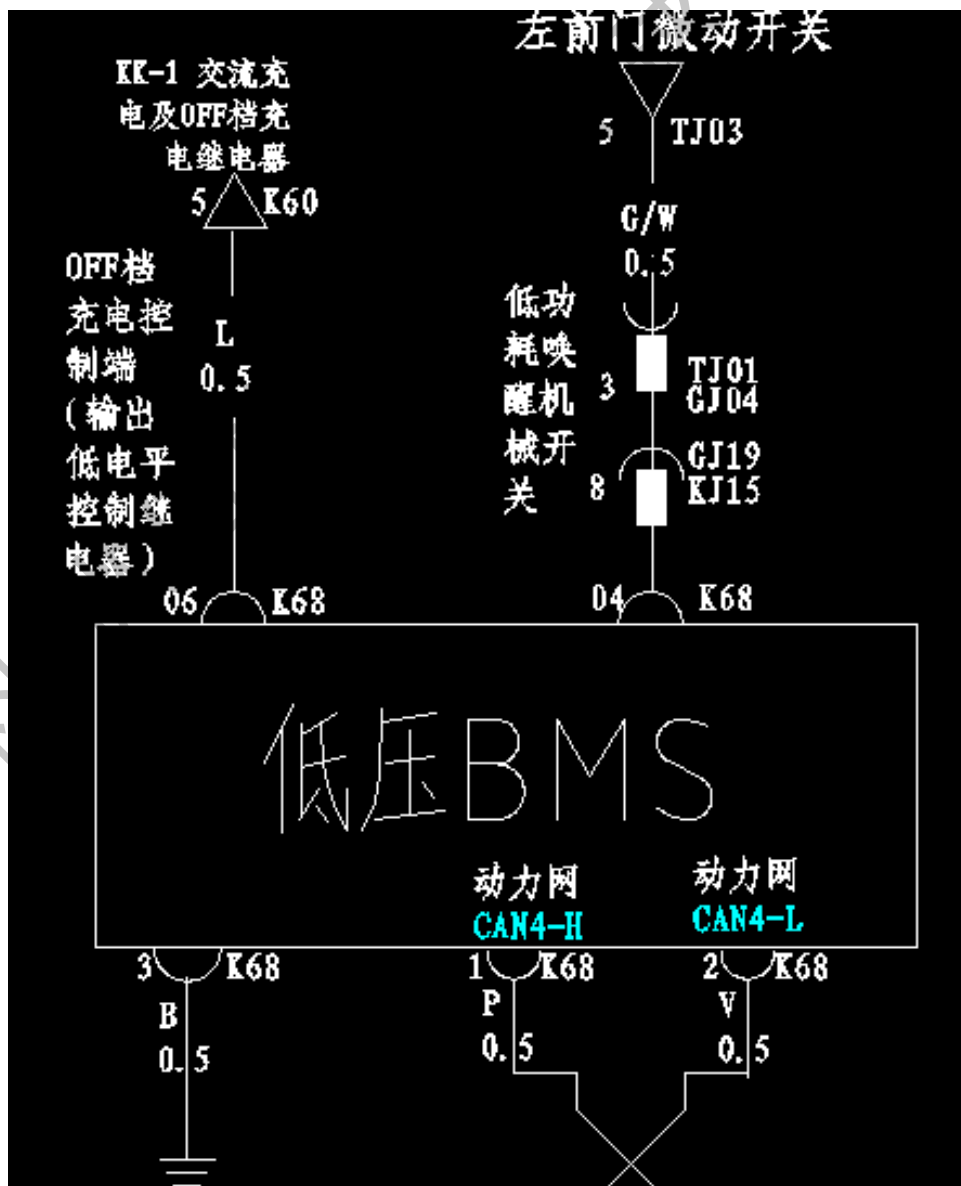 左前门微动开关
KK-1 交流充
电及OFF档充
电继电器
5 K60
5 TJ03
OFF档
充电控
制端
(输出
低电平
控制继
电器)
L
0.5
G/W
0.5
低功
耗唤
醒机
械开
关
3 TJ01
GJ04
8 GJ19
KJ15
06 K68
04 K68
低压BMS
动力网
CAN4-H
动力网
CAN4-L
3 K68
1 K68
2 K68
B
0.5
P
0.5
V
0.5